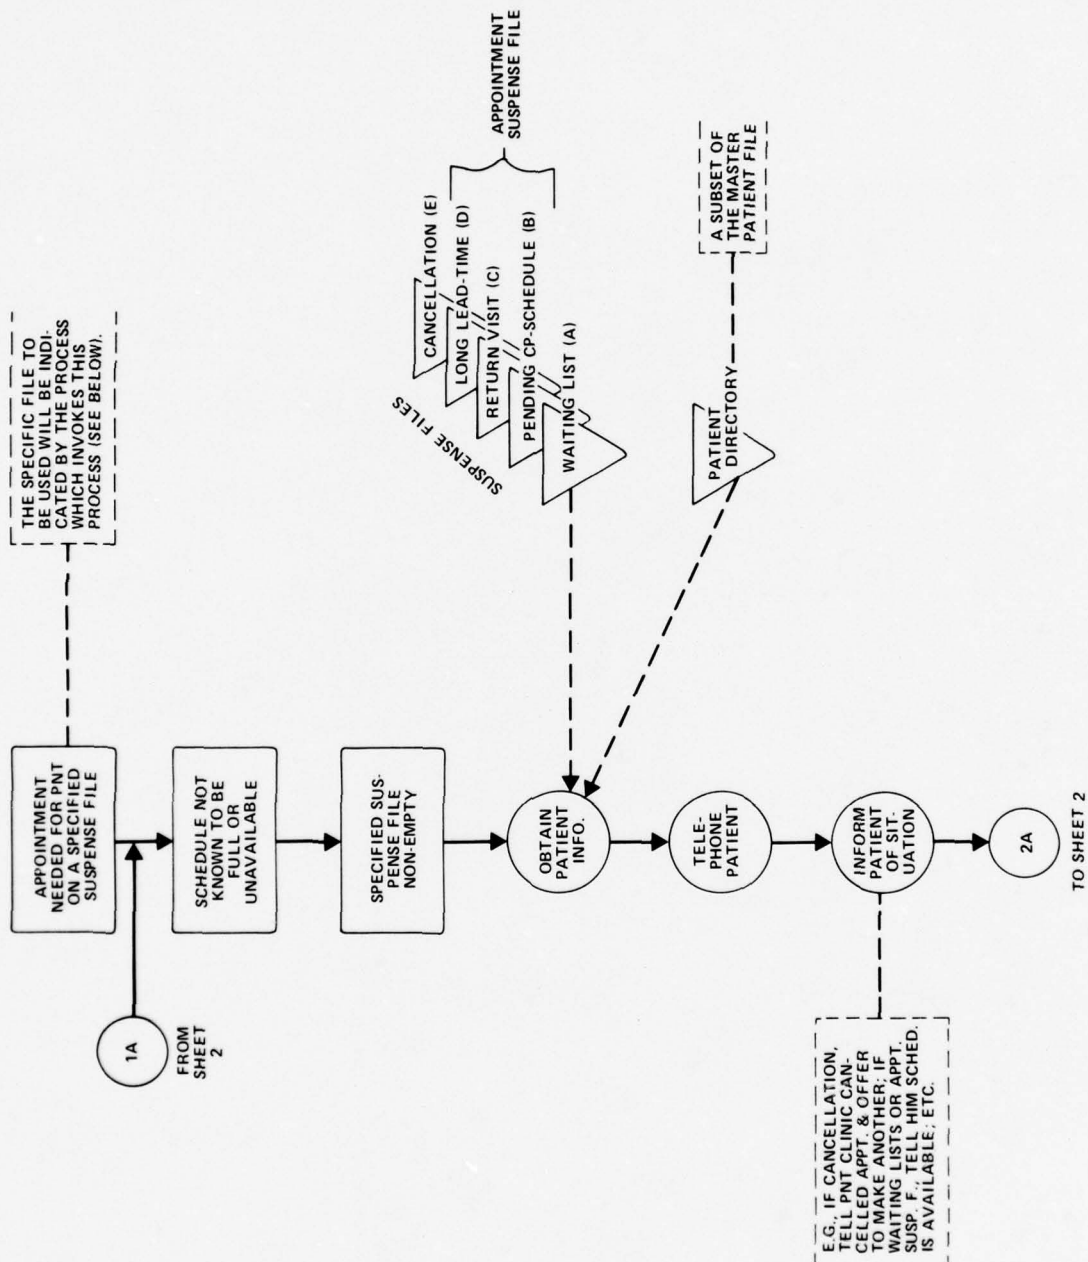 THE SPECIFIC FILE TO
BE USED WILL BE INDI-
CATED BY THE PROCESS
WHICH INVOKES THIS
PROCESS (SEE BELOW).
APPOINTMENT
NEEDED FOR PNT
ON A SPECIFIED
SUSPENSE FILE
1A
FROM
SHEET
2
SCHEDULE NOT
KNOWN TO BE
FULL OR
UNAVAILABLE
SPECIFIED SUS-
PENSE FILE
NON-EMPTY
SUSPENSE FILES
CANCELLATION (E)
LONG LEAD-TIME (D)
RETURN VISIT (C)
PENDING CP-SCHEDULE (B)
WAITING LIST (A)
APPOINTMENT
SUSPENSE FILE
OBTAIN
PATIENT
INFO.
PATIENT
DIRECTORY
A SUBSET OF
THE MASTER
PATIENT FILE
TELE-
PHONE
PATIENT
INFORM
PATIENT
OF SIT-
UATION
E.G., IF CANCELLATION,
TELL PNT CLINIC CAN-
CELLED APPT. & OFFER
TO MAKE ANOTHER; IF
WAITING LISTS OR APPT.
SUSP. F., TELL HIM SCHED.
IS AVAILABLE; ETC.
2A
TO SHEET 2